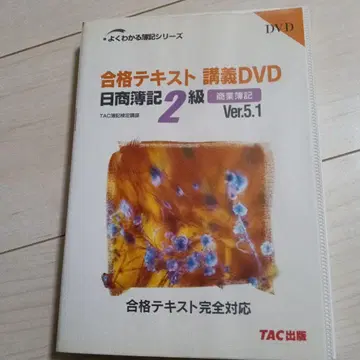 よくわかる簿記シリーズ
DVD
合格テキスト 講義DVD
日商簿記2級 商業簿記 Ver.5.1
TAC簿記検定講座
合格テキスト完全対応
TAC出版